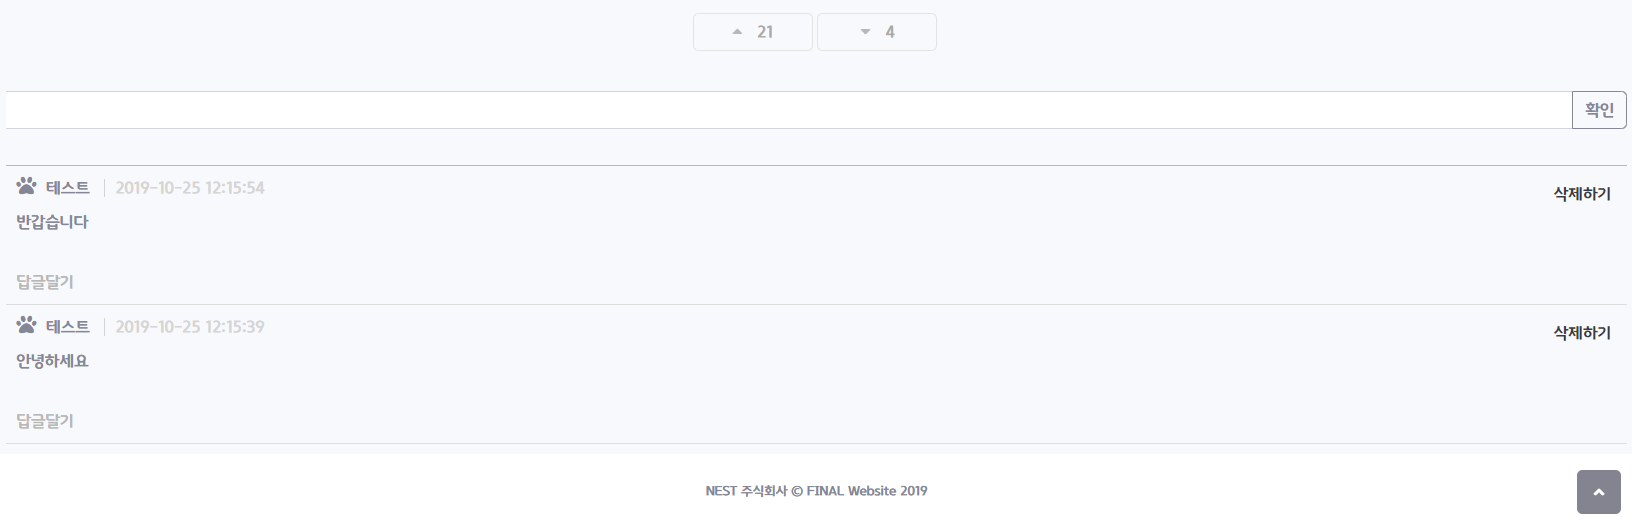 21 4
확인
테스트 2019-10-25 12:15:54
삭제하기
반갑습니다
답글달기
테스트 2019-10-25 12:15:39
삭제하기
안녕하세요
답글달기
NEST 주식회사 © FINAL Website 2019